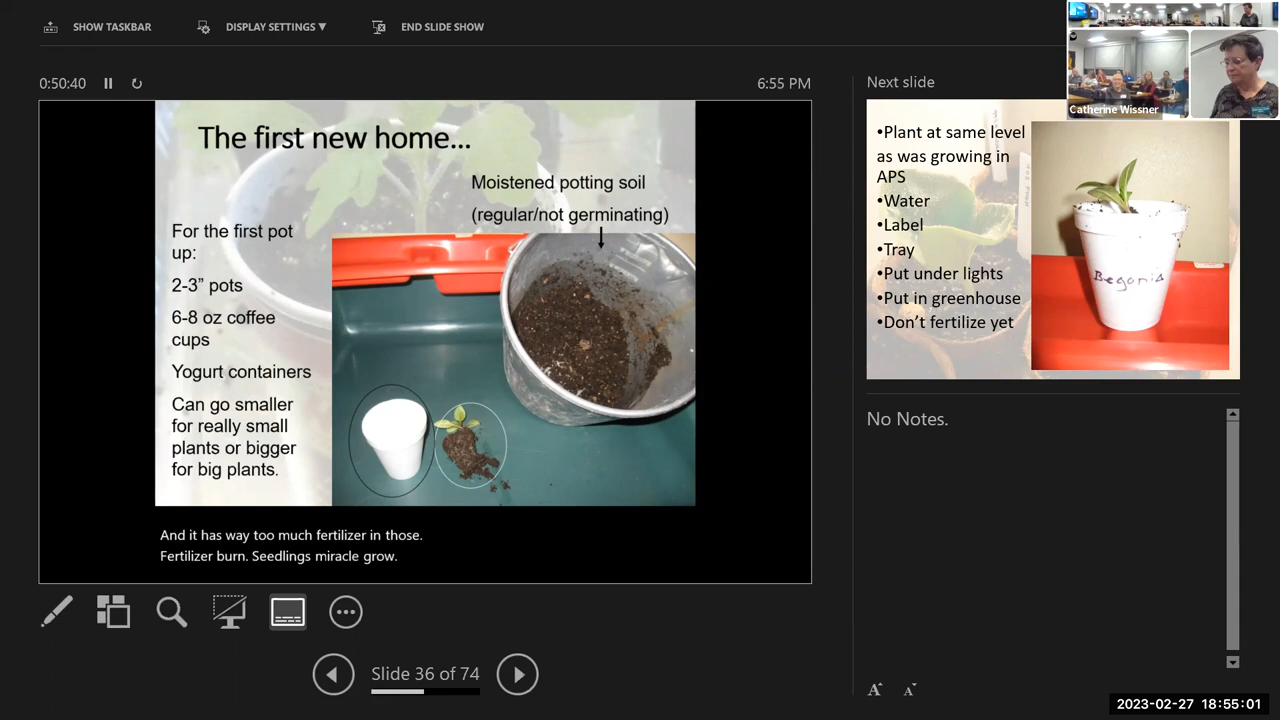 SHOW TASKBAR
DISPLAY SETTINGS ▼
END SLIDE SHOW
0:50:40
6:55 PM
The first new home...
Moistened potting soil
(regular/not germinating)
For the first pot
up:
2-3” pots
6-8 oz coffee
cups
Yogurt containers
Can go smaller
for really small
plants or bigger
for big plants.
And it has way too much fertilizer in those.
Fertilizer burn. Seedlings miracle grow.
Slide 36 of 74
Next slide
Catherine Wissner
•Plant at same level
as was growing in
APS
•Water
•Label
•Tray
•Put under lights
•Put in greenhouse
•Don’t fertilize yet
Begonia
No Notes.
A A
2023-02-27 18:55:01